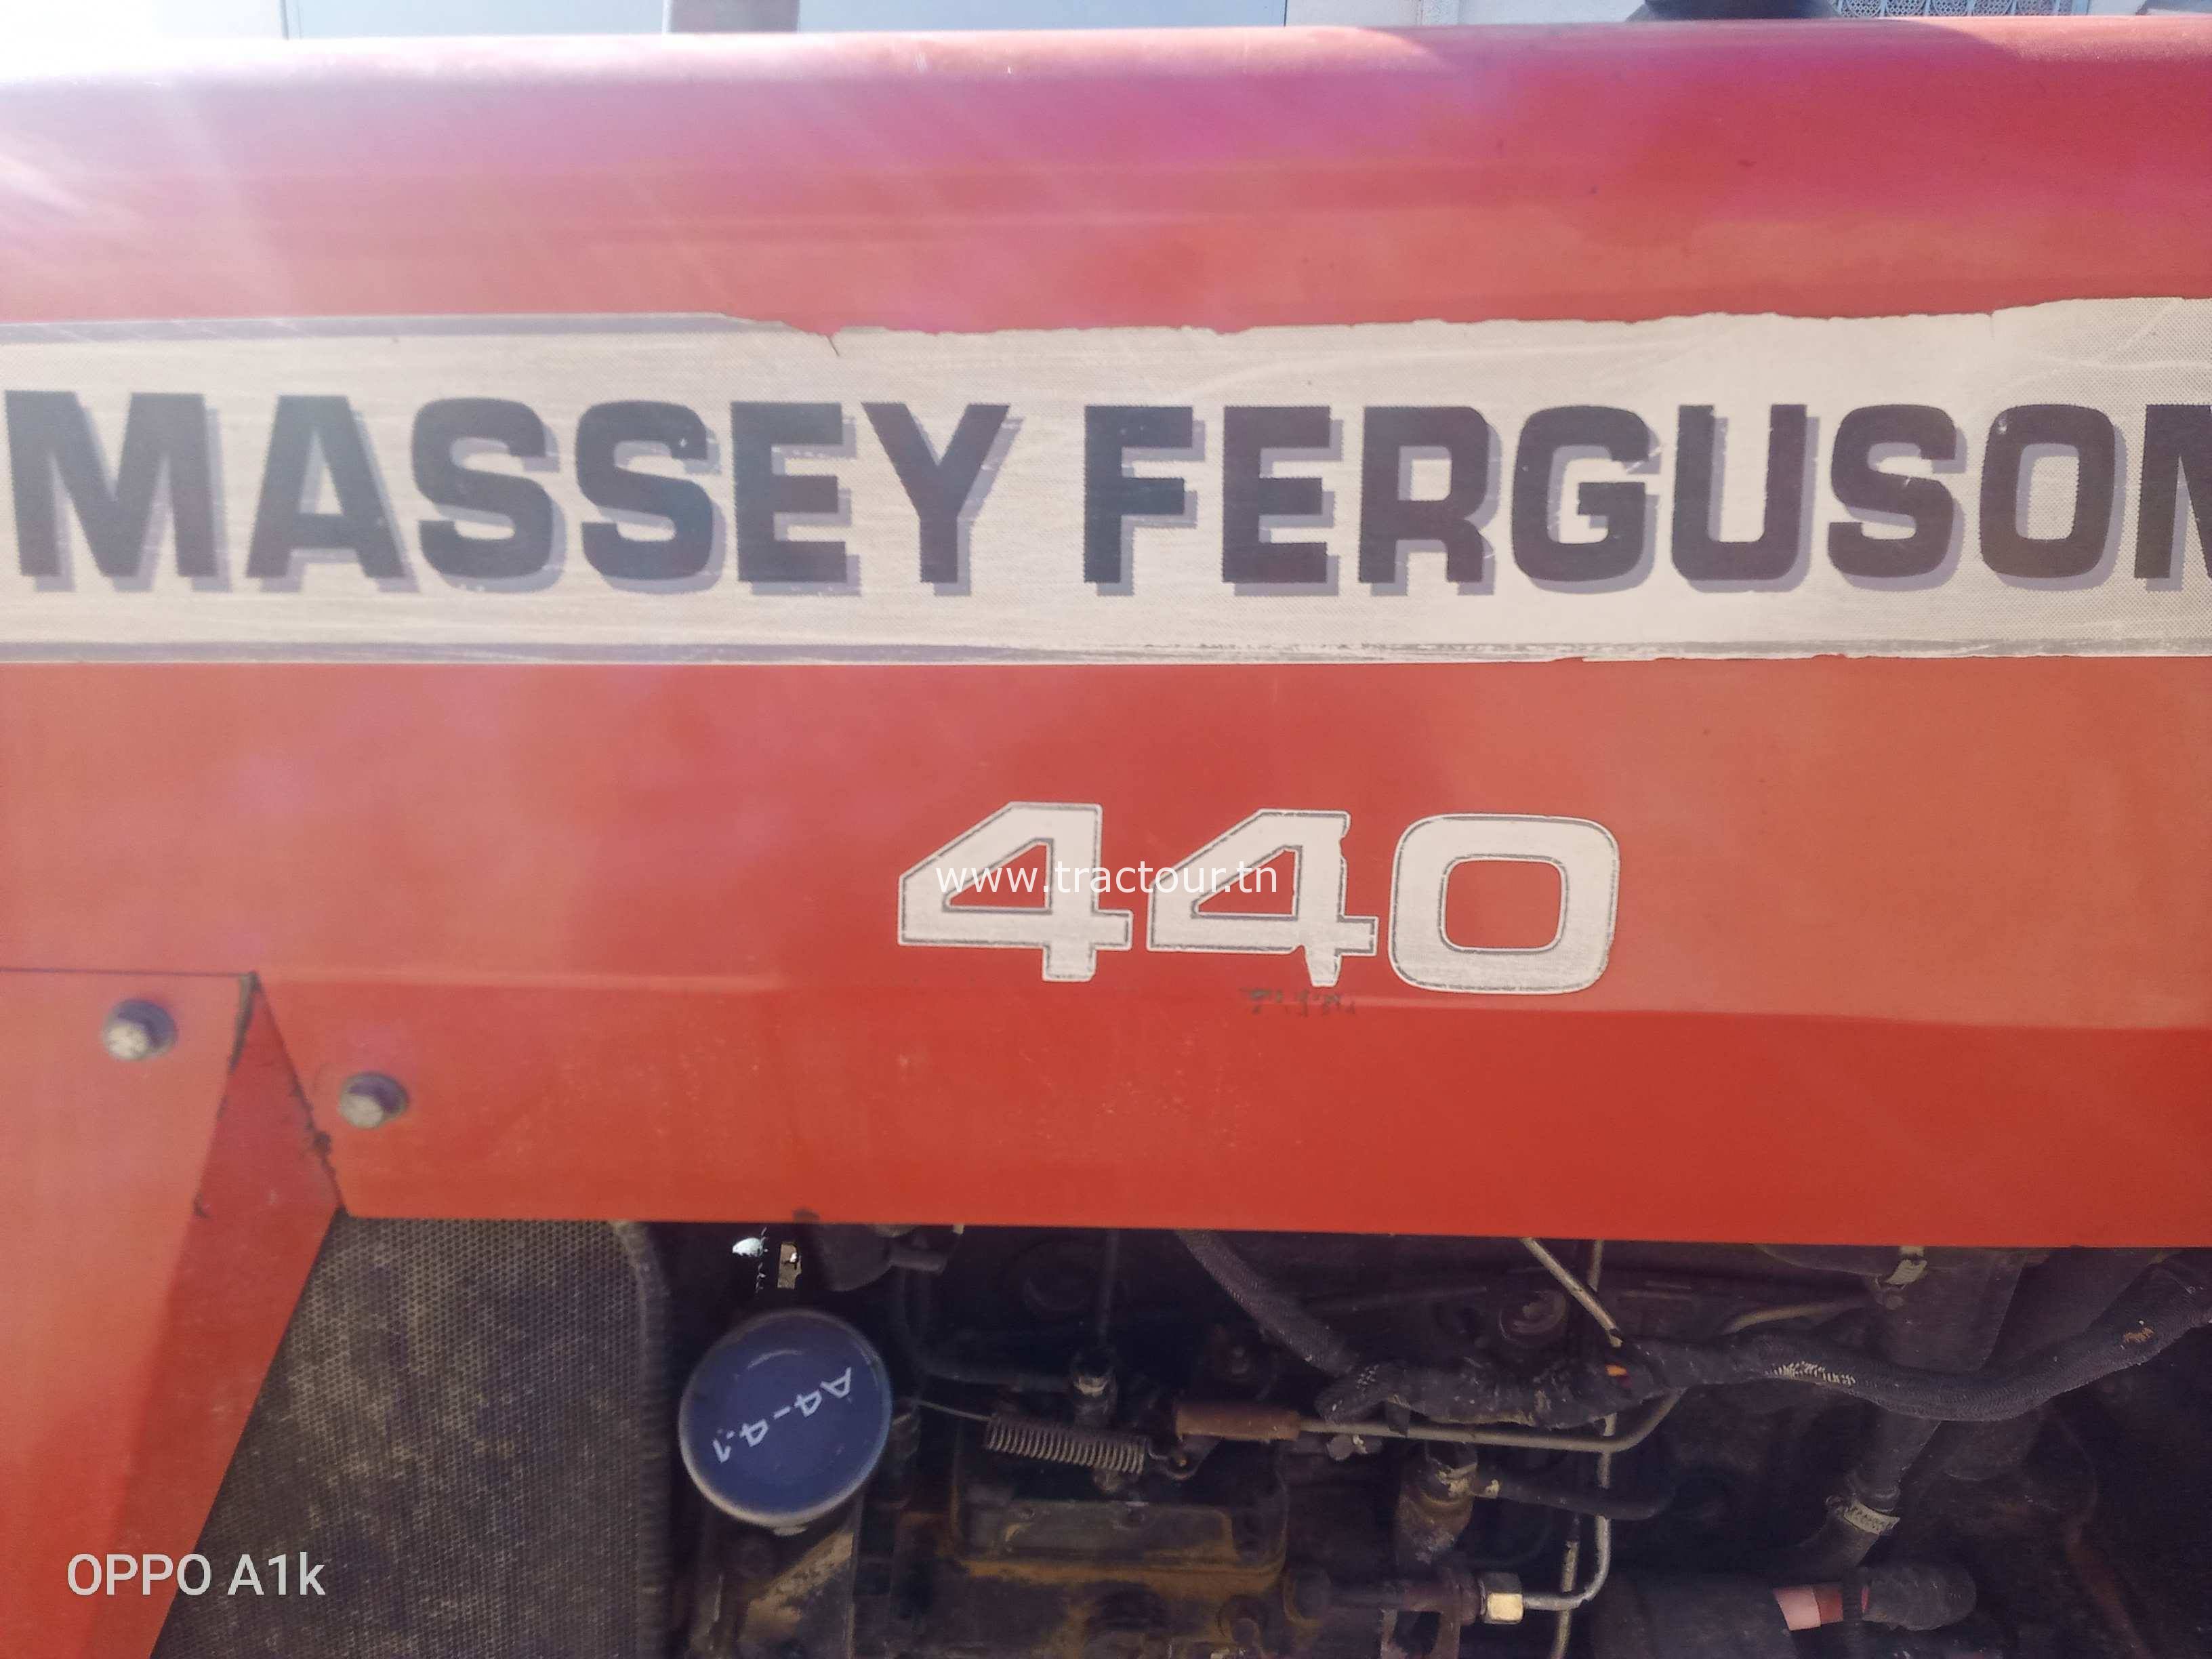 MASSEY FERGUSON
440
www.tractour.tn
A4-4.1
OPPO A1k